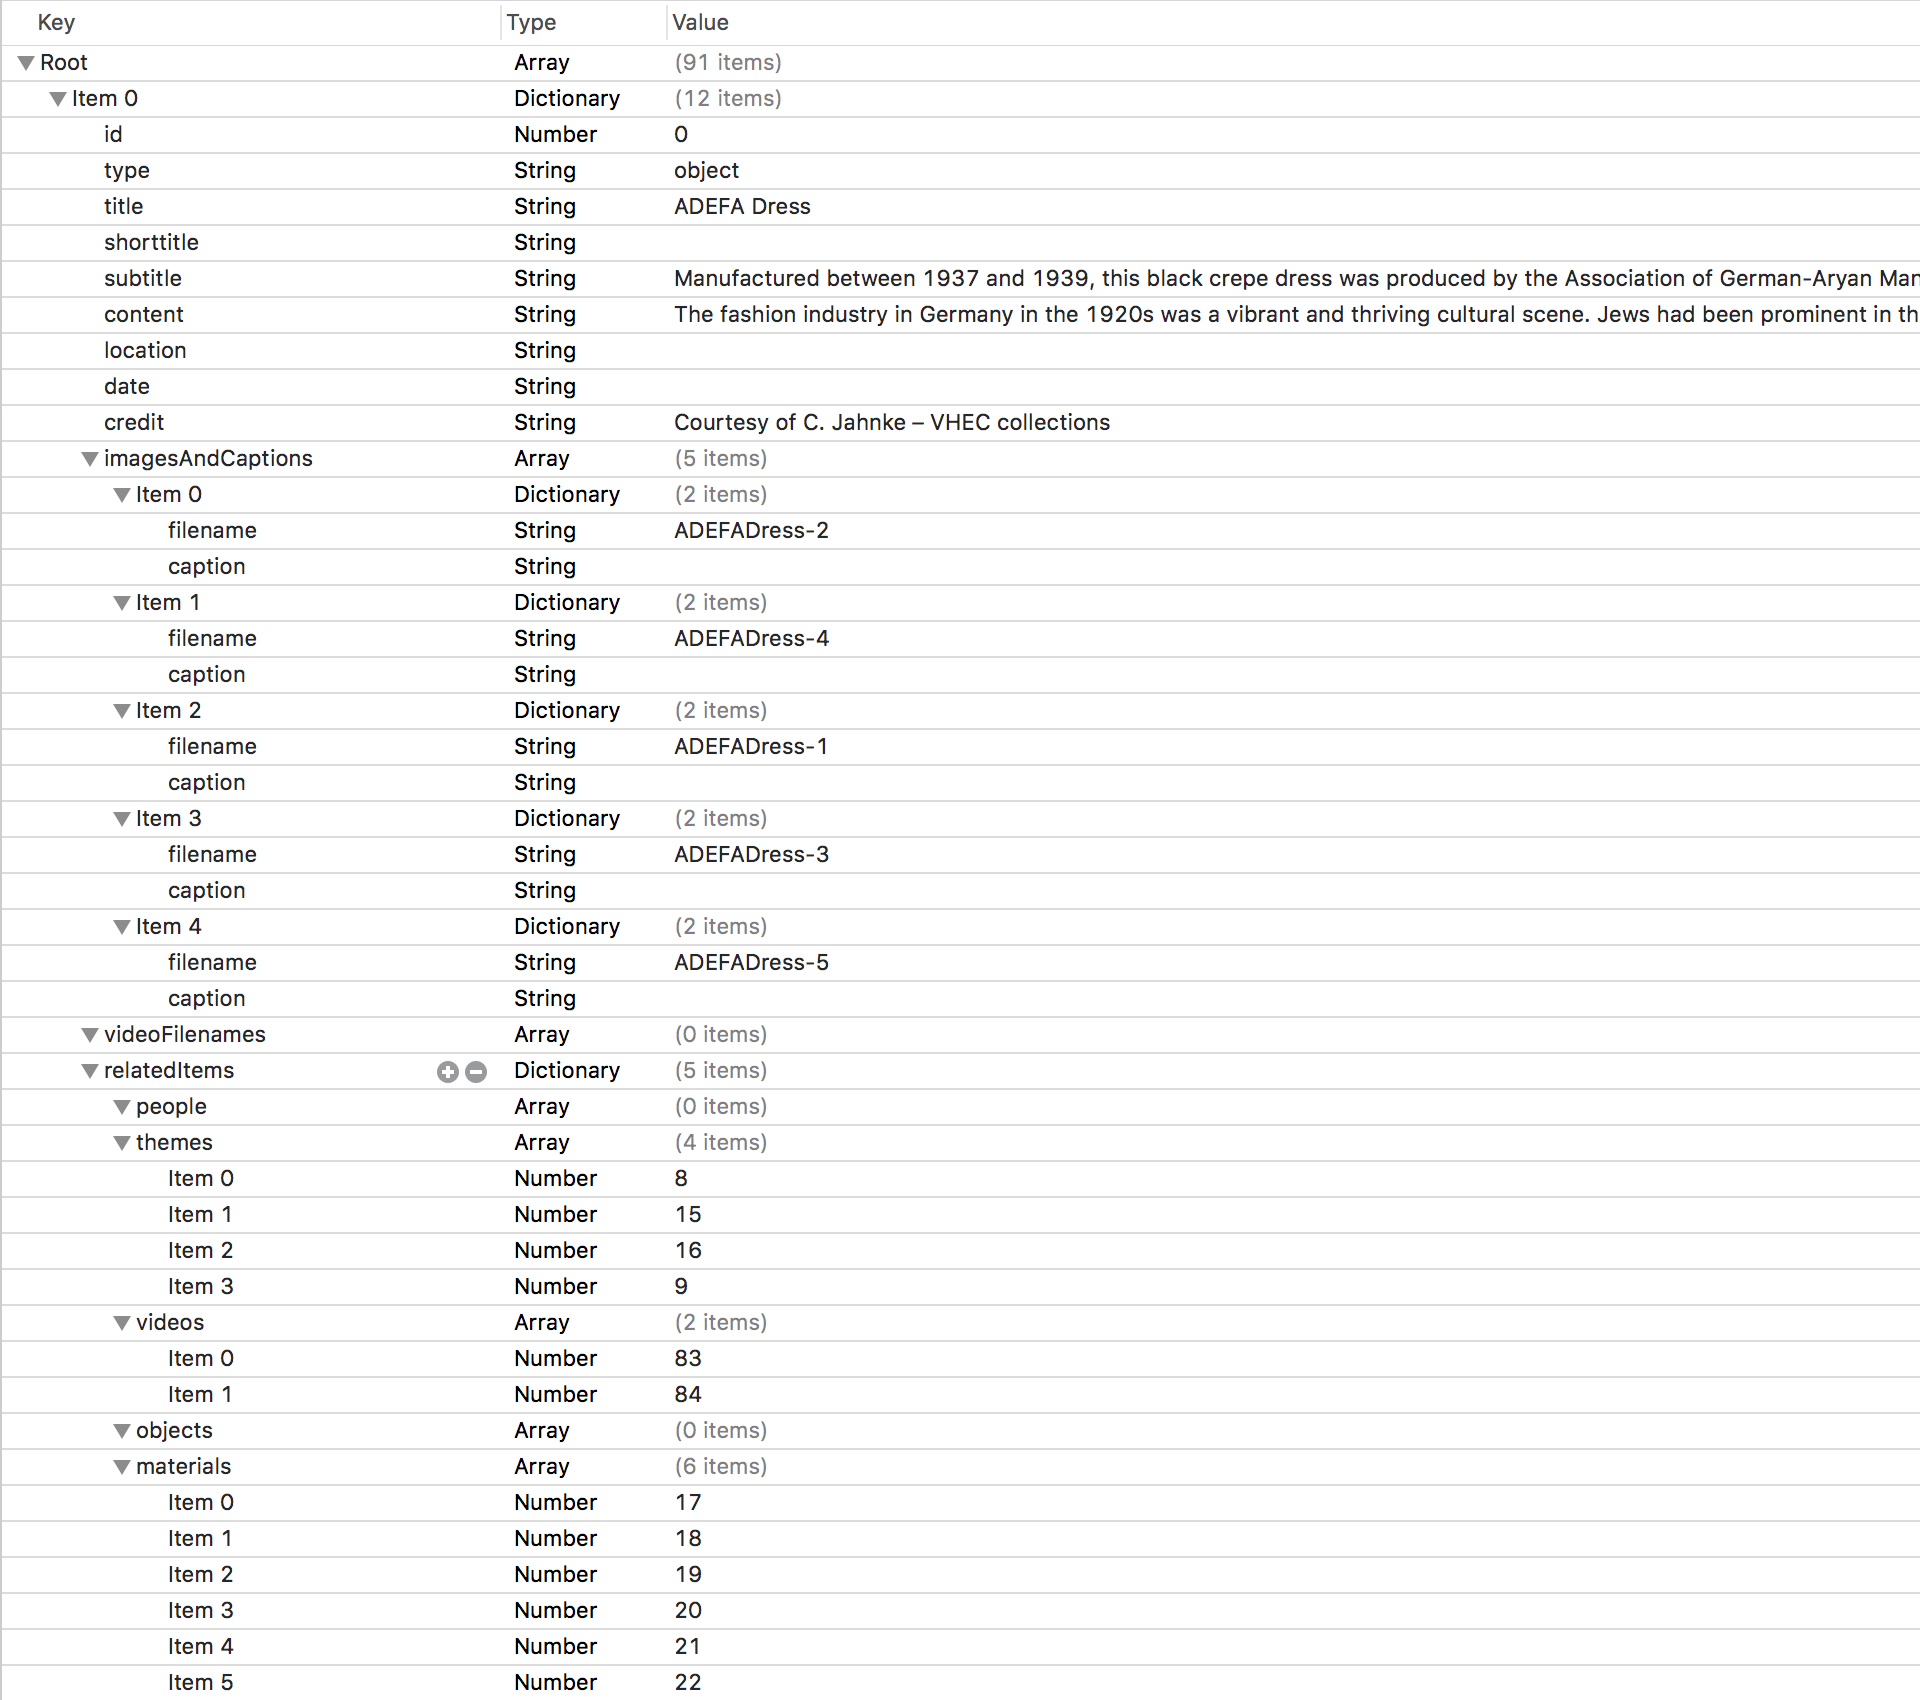 Key Type Value
Root Array (91 items)
Item 0 Dictionary (12 items)
id Number 0
type String object
title String ADEFA Dress
shorttitle String
subtitle String Manufactured between 1937 and 1939, this black crepe dress was produced by the Association of German-Aryan Man
content String The fashion industry in Germany in the 1920s was a vibrant and thriving cultural scene. Jews had been prominent in th
location String
date String
credit String Courtesy of C. Jahnke – VHEC collections
imagesAndCaptions Array (5 items)
Item 0 Dictionary (2 items)
filename String ADEFADress-2
caption String
Item 1 Dictionary (2 items)
filename String ADEFADress-4
caption String
Item 2 Dictionary (2 items)
filename String ADEFADress-1
caption String
Item 3 Dictionary (2 items)
filename String ADEFADress-3
caption String
Item 4 Dictionary (2 items)
filename String ADEFADress-5
caption String
videoFilenames Array (0 items)
relatedItems Dictionary (5 items)
people Array (0 items)
themes Array (4 items)
Item 0 Number 8
Item 1 Number 15
Item 2 Number 16
Item 3 Number 9
videos Array (2 items)
Item 0 Number 83
Item 1 Number 84
objects Array (0 items)
materials Array (6 items)
Item 0 Number 17
Item 1 Number 18
Item 2 Number 19
Item 3 Number 20
Item 4 Number 21
Item 5 Number 22